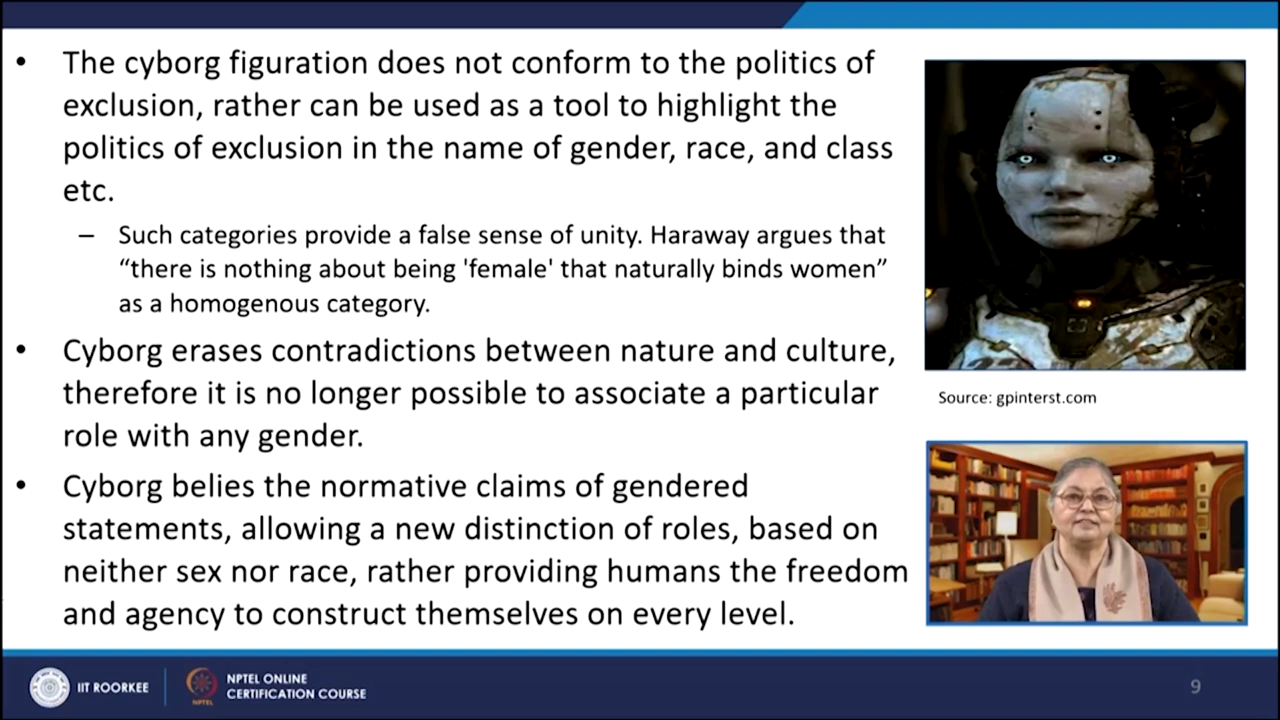 • The cyborg figuration does not conform to the politics of
exclusion, rather can be used as a tool to highlight the
politics of exclusion in the name of gender, race, and class
etc.
– Such categories provide a false sense of unity. Haraway argues that
“there is nothing about being 'female' that naturally binds women”
as a homogenous category.
• Cyborg erases contradictions between nature and culture,
therefore it is no longer possible to associate a particular
role with any gender.
• Cyborg belies the normative claims of gendered
statements, allowing a new distinction of roles, based on
neither sex nor race, rather providing humans the freedom
and agency to construct themselves on every level.
Source: gpinterst.com
IIT ROORKEE
NPTEL
NPTEL ONLINE
CERTIFICATION COURSE
9